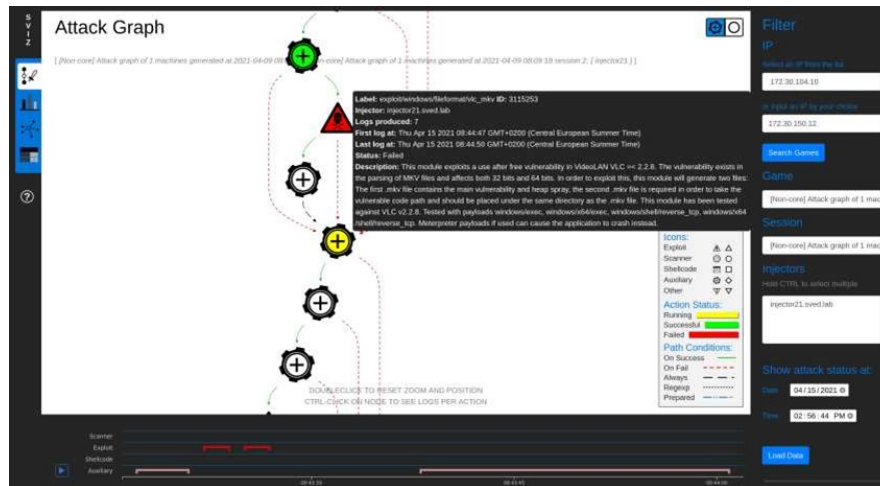 SVIZ
Attack Graph
[ [Non-core] Attack graph of 1 machines generated at 2021-04-09 Attack graph of 1 machines generated at 2021-04-09 08:09:18 session 2; [ injector21 ] ]
Label: exploit/windows/fileformat/vlc_mkv ID: 3115253
Injector: injector21.sved.lab
Logs produced: 7
First log at: Thu Apr 15 2021 08:44:47 GMT+0200 (Central European Summer Time)
Last log at: Thu Apr 15 2021 08:44:50 GMT+0200 (Central European Summer Time)
Status: Failed
Description: This module exploits a use after free vulnerability in VideoLAN VLC =< 2.2.8. The vulnerability exists in
the parsing of MKV files and affects both 32 bits and 64 bits. In order to exploit this, this module will generate two files:
The first .mkv file contains the main vulnerability and heap spray, the second .mkv file is required in order to take the
vulnerable code path and should be placed under the same directory as the .mkv file. This module has been tested
against VLC v2.2.8. Tested with payloads windows/exec, windows/x64/exec, windows/shell/reverse_tcp, windows/x64
/shell/reverse_tcp. Meterpreter payloads if used can cause the application to crash instead.
Icons:
Exploit
Scanner
Shellcode
Auxiliary
Other
Action Status:
Running
Successful
Failed
Path Conditions:
On Success
On Fail
Always
Regexp
Prepared
DOUBLECLICK TO RESET ZOOM AND POSITION
CTRL-CLICK ON NODE TO SEE LOGS PER ACTION
Scanner
Exploit
Shellcode
Auxiliary
Filter
IP
Select an IP from the list
172.30.184.10
or input an IP by your choice
172.30.150.12
Search Games
Game
[Non-core] Attack graph of 1 mac
Session
[Non-core] Attack graph of 1 mac
Injectors
Hold CTRL to select multiple
injector21.sved.lab
Show attack status at:
Date 04/15/2021
Time 02:56:44 PM
Load Data